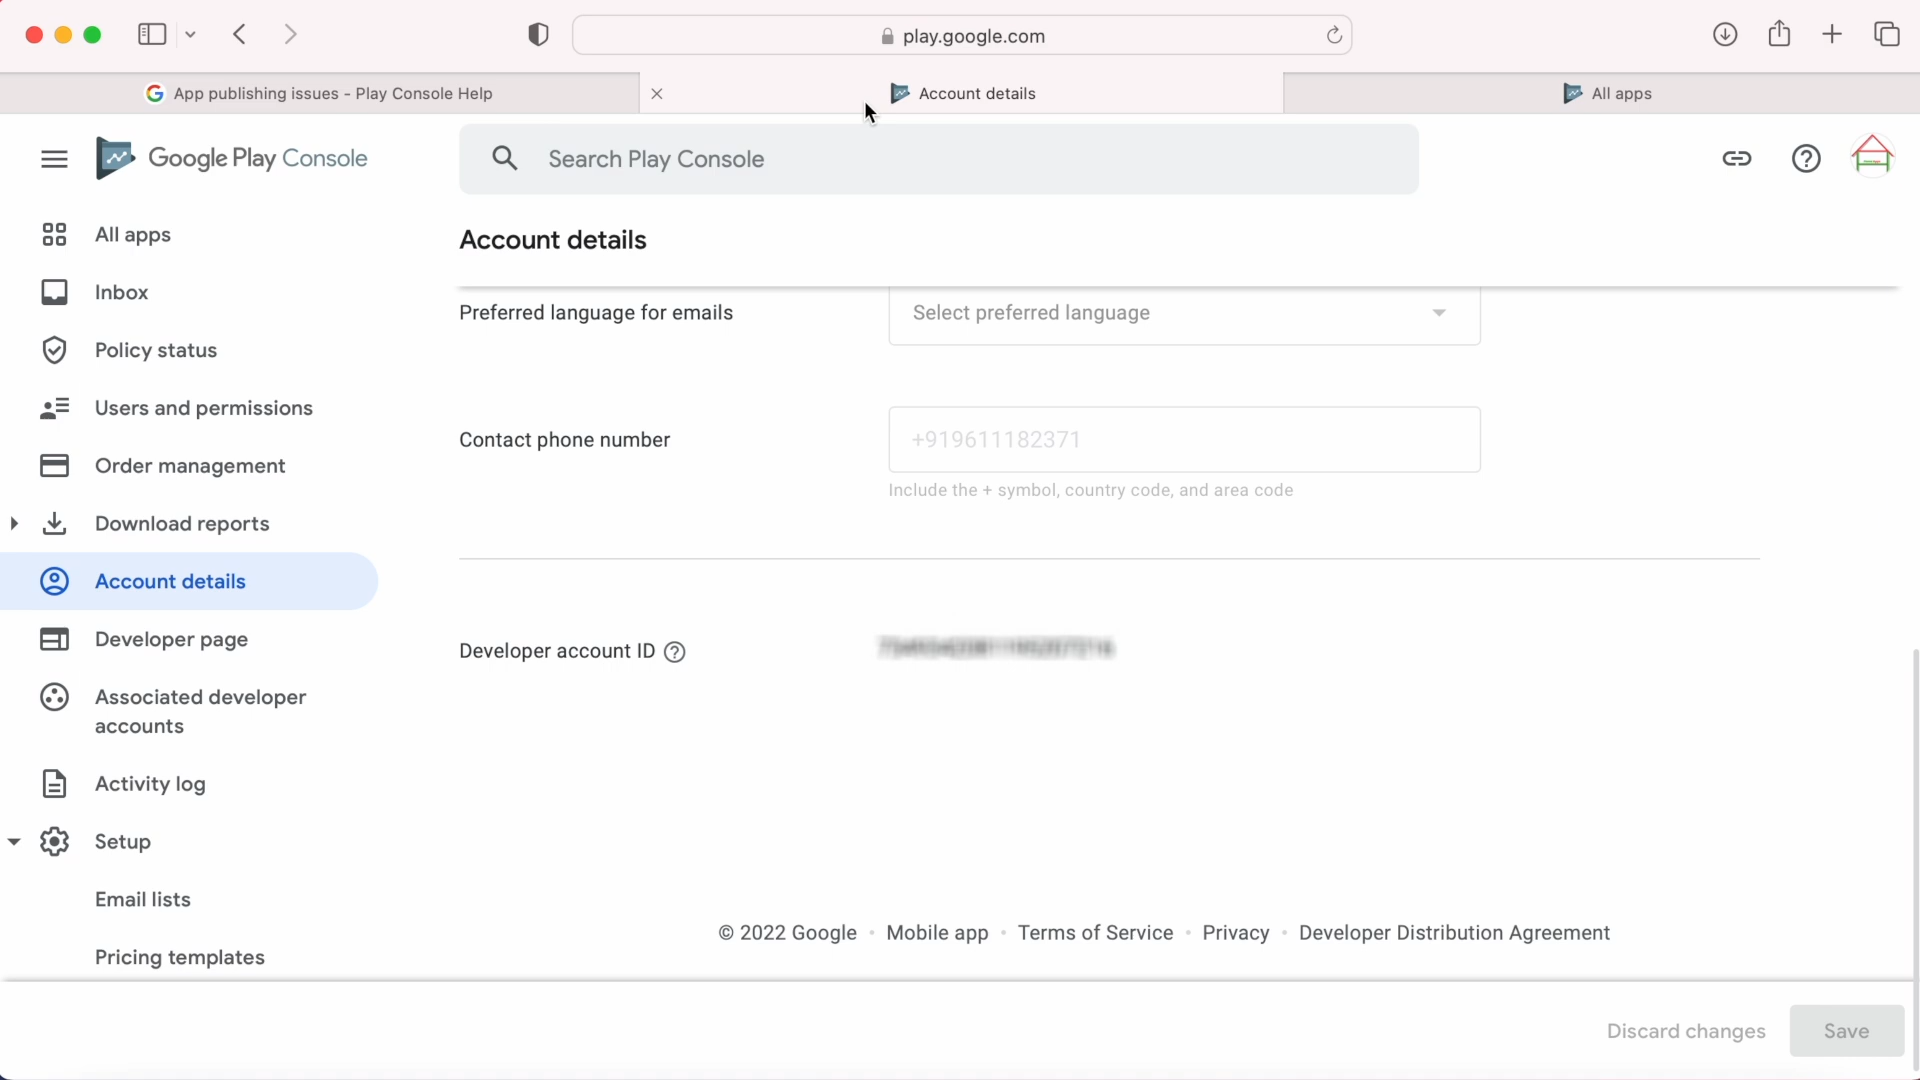 play.google.com
App publishing issues - Play Console Help
Account details
All apps
Google Play Console
Search Play Console
All apps
Inbox
Policy status
Users and permissions
Order management
Download reports
Account details
Developer page
Associated developer
accounts
Activity log
Setup
Email lists
Pricing templates
Account details
Preferred language for emails
Select preferred language
Contact phone number
+919611182371
Include the + symbol, country code, and area code
Developer account ID
© 2022 Google · Mobile app · Terms of Service · Privacy · Developer Distribution Agreement
Discard changes
Save